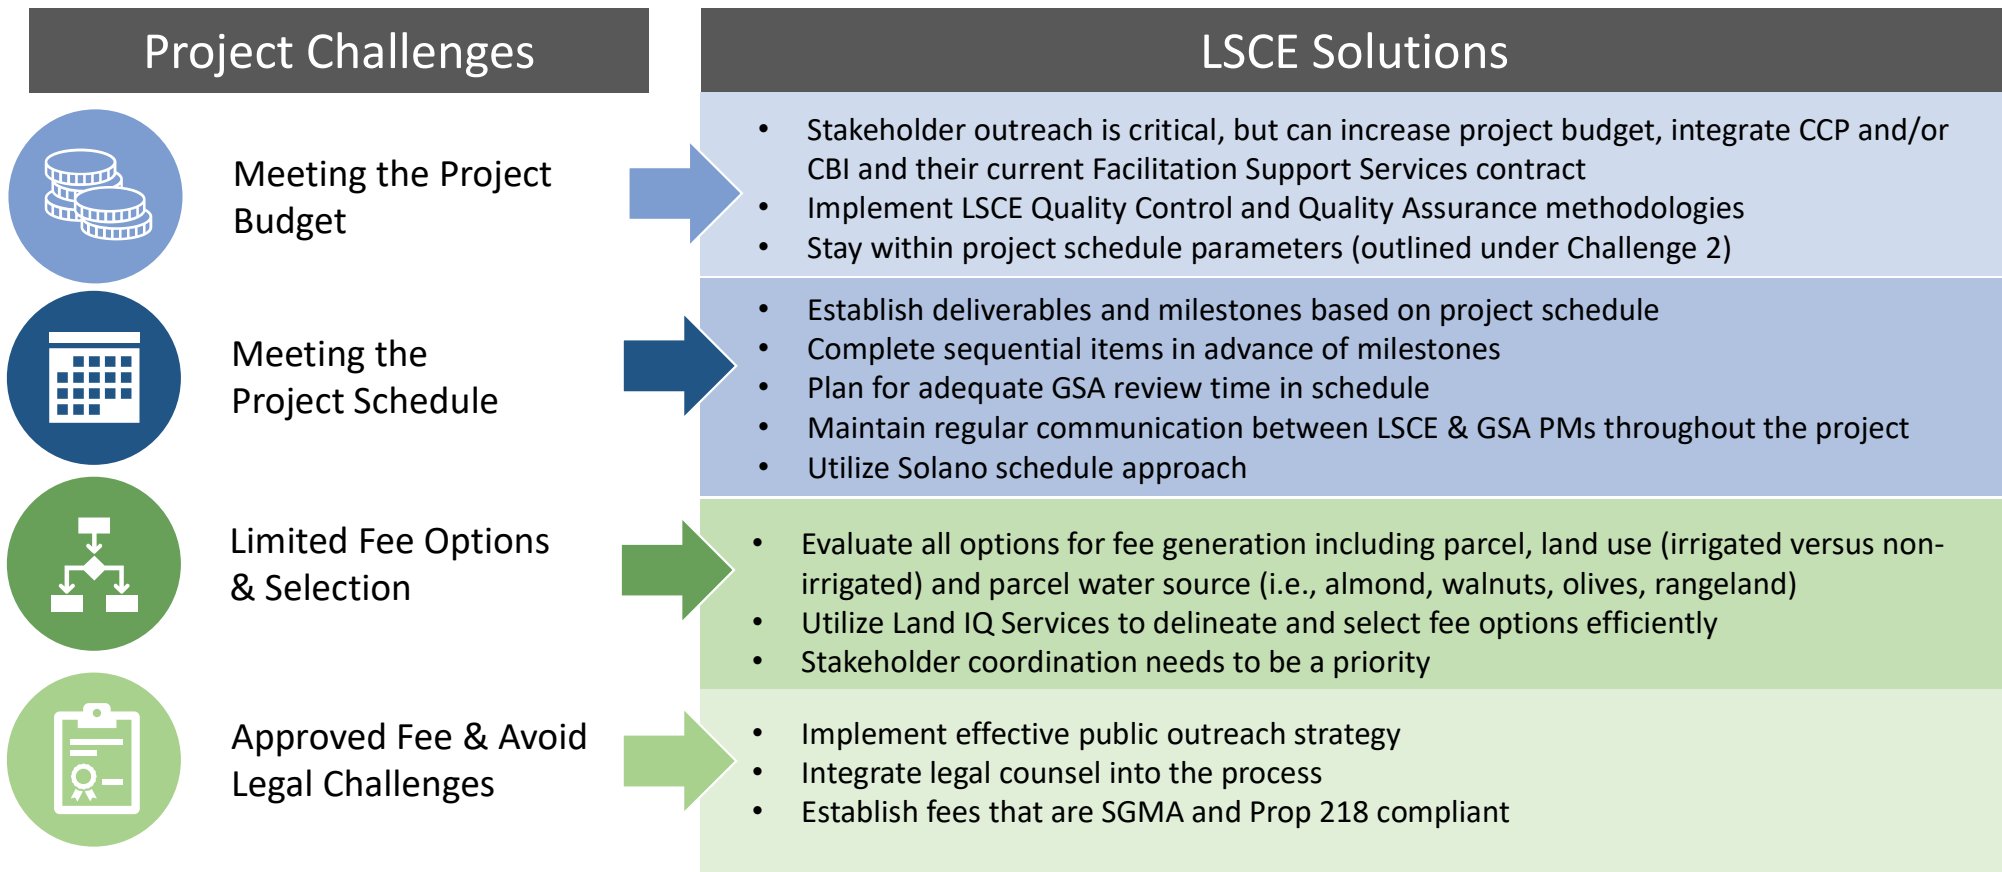 Project Challenges
LSCE Solutions
Meeting the Project
Budget
• Stakeholder outreach is critical, but can increase project budget, integrate CCP and/or
CBI and their current Facilitation Support Services contract
• Implement LSCE Quality Control and Quality Assurance methodologies
• Stay within project schedule parameters (outlined under Challenge 2)
Meeting the
Project Schedule
• Establish deliverables and milestones based on project schedule
• Complete sequential items in advance of milestones
• Plan for adequate GSA review time in schedule
• Maintain regular communication between LSCE & GSA PMs throughout the project
• Utilize Solano schedule approach
Limited Fee Options
& Selection
• Evaluate all options for fee generation including parcel, land use (irrigated versus non-
irrigated) and parcel water source (i.e., almond, walnuts, olives, rangeland)
• Utilize Land IQ Services to delineate and select fee options efficiently
• Stakeholder coordination needs to be a priority
Approved Fee & Avoid
Legal Challenges
• Implement effective public outreach strategy
• Integrate legal counsel into the process
• Establish fees that are SGMA and Prop 218 compliant